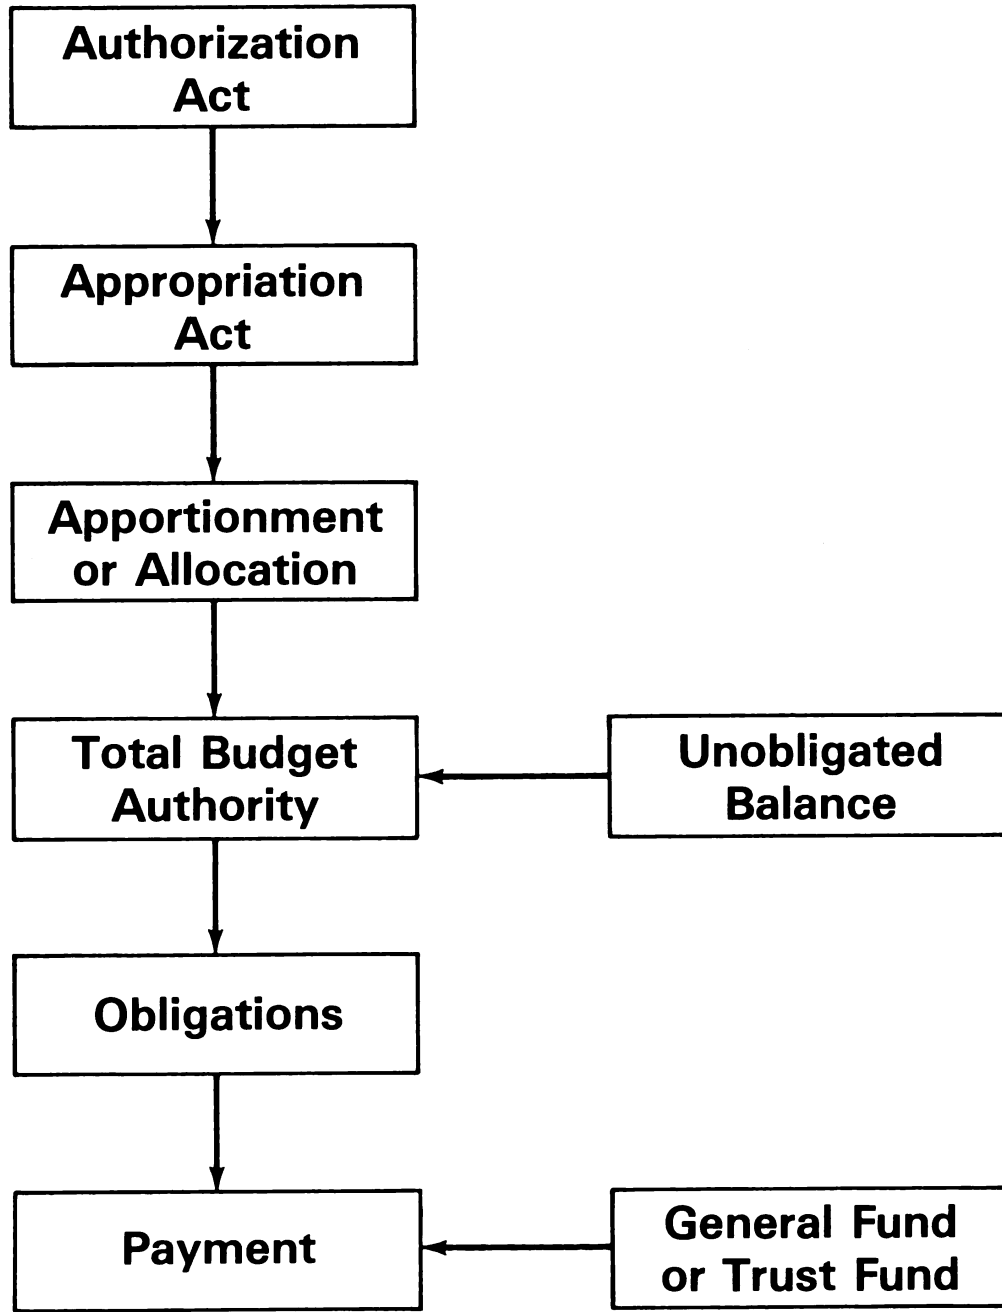 Authorization
Act
Appropriation
Act
Apportionment
or Allocation
Total Budget
Authority
Unobligated
Balance
Obligations
Payment
General Fund
or Trust Fund